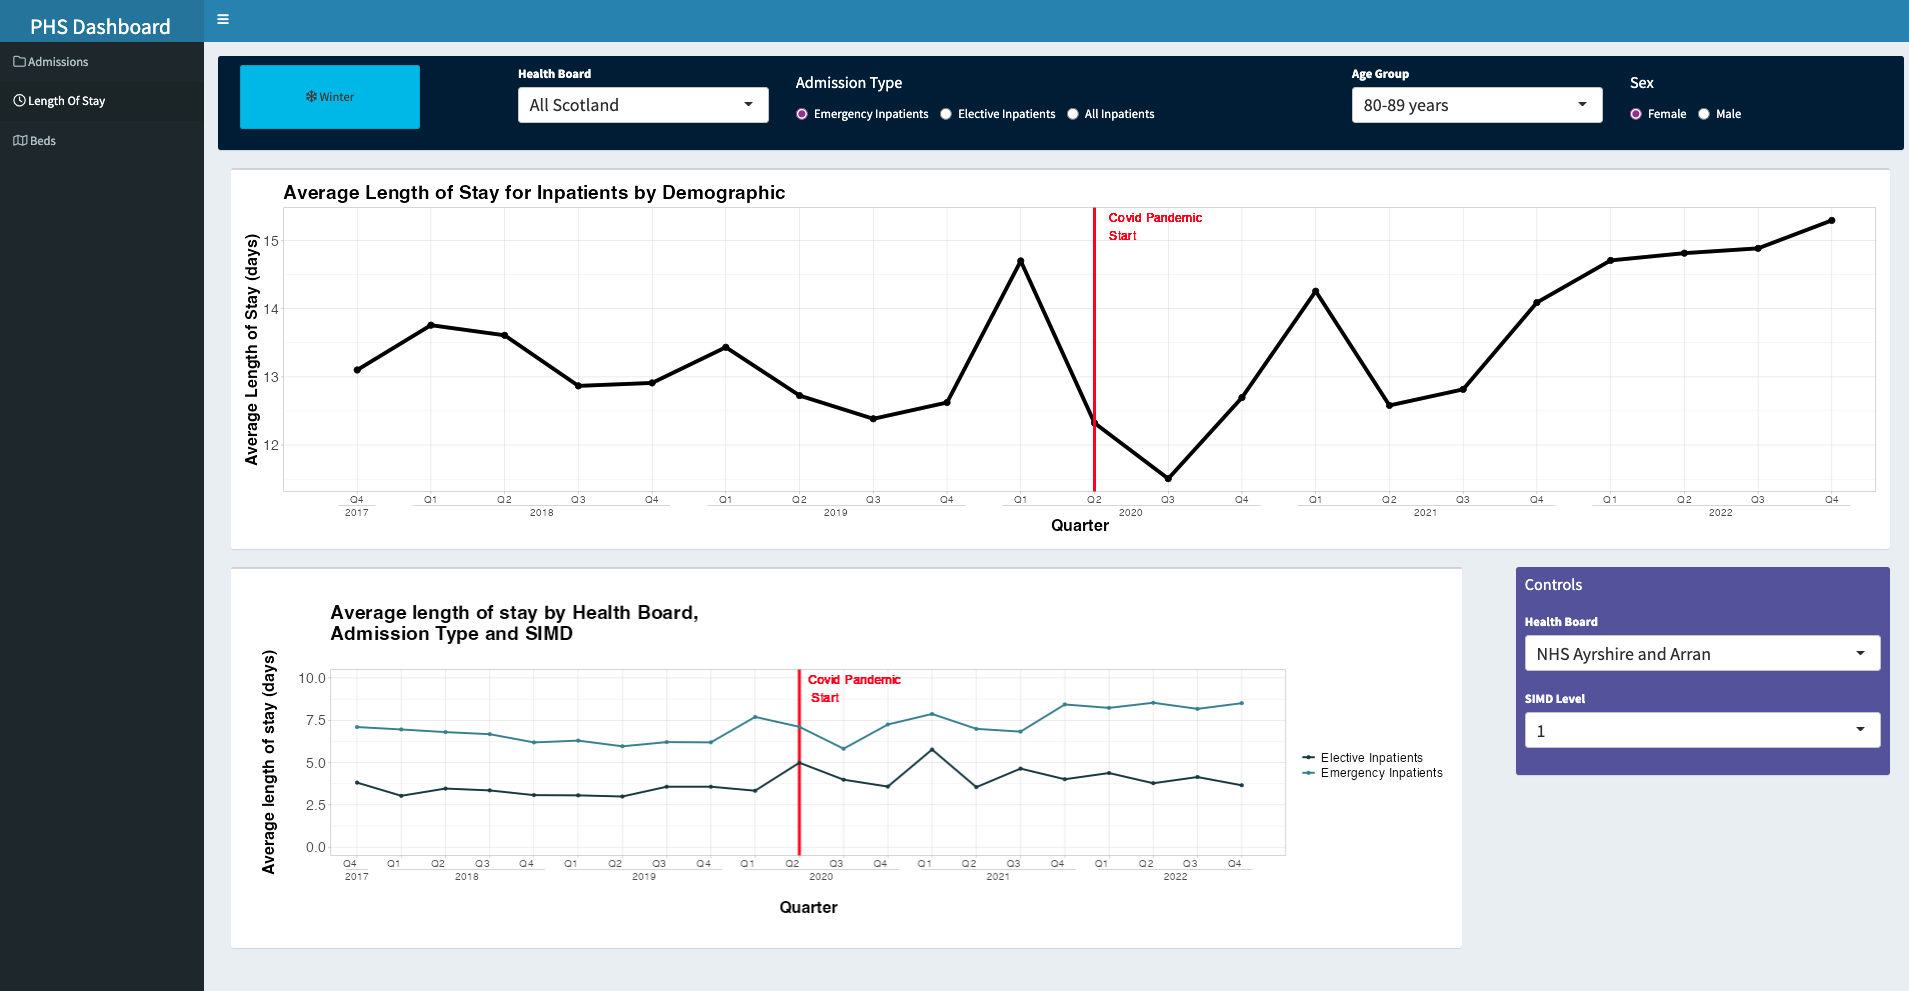 PHS Dashboard
Admissions
Length Of Stay
Beds
Winter
Health Board
All Scotland
Admission Type
Emergency Inpatients Elective Inpatients All Inpatients
Age Group
80-89 years
Sex
Female Male
Average Length of Stay for Inpatients by Demographic
Average Length of Stay (days)
15
14
13
12
Covid Pandemic
Start
Q4 Q1 Q2 Q3 Q4 Q1 Q2 Q3 Q4 Q1 Q2 Q3 Q4 Q1 Q2 Q3 Q4 Q1 Q2 Q3 Q4
2017 2018 2019 2020 2021 2022
Quarter
Average length of stay by Health Board,
Admission Type and SIMD
Average length of stay (days)
10.0
7.5
5.0
2.5
0.0
Covid Pandemic
Start
Q4 Q1 Q2 Q3 Q4 Q1 Q2 Q3 Q4 Q1 Q2 Q3 Q4 Q1 Q2 Q3 Q4 Q1 Q2 Q3 Q4
2017 2018 2019 2020 2021 2022
Quarter
Elective Inpatients
Emergency Inpatients
Controls
Health Board
NHS Ayrshire and Arran
SIMD Level
1